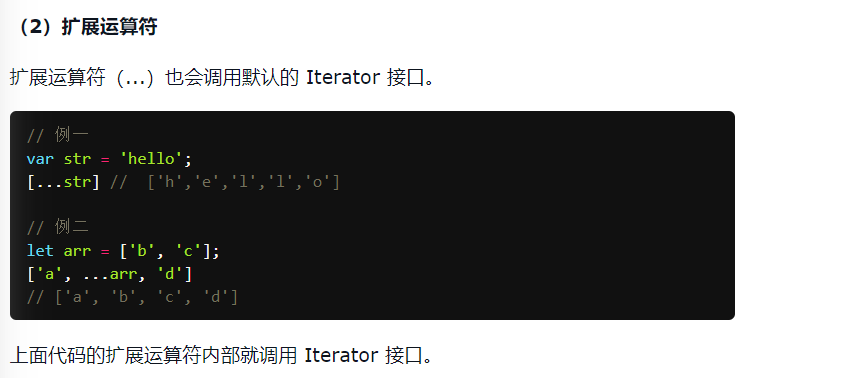 （2）扩展运算符
扩展运算符（...）也会调用默认的 Iterator 接口。
// 例一
var str = 'hello';
[...str] //  ['h','e','l','l','o']
// 例二
let arr = ['b', 'c'];
['a', ...arr, 'd']
// ['a', 'b', 'c', 'd']
上面代码的扩展运算符内部就调用 Iterator 接口。